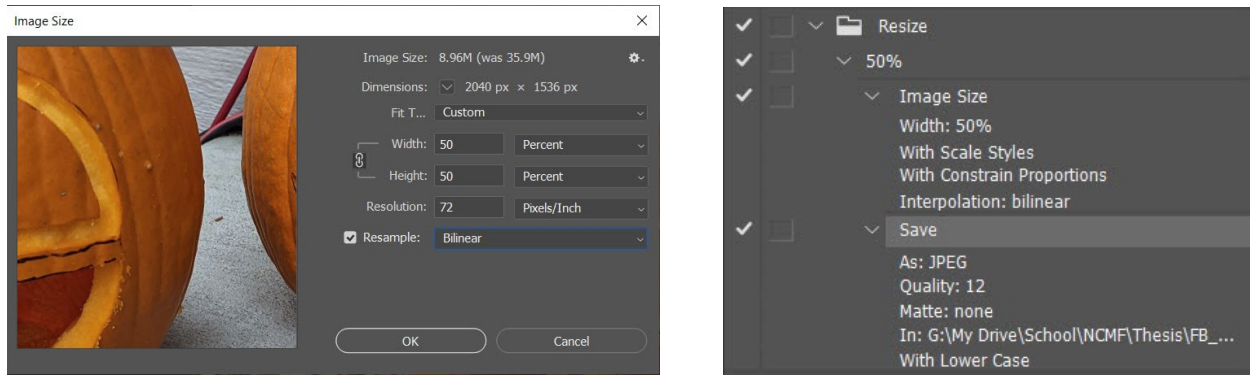 Image Size
Image Size: 8.96M (was 35.9M)
Dimensions: 2040 px × 1536 px
Fit T... Custom
Width: 50 Percent
Height: 50 Percent
Resolution: 72 Pixels/Inch
Resample: Bilinear
OK Cancel
Resize
50%
Image Size
Width: 50%
With Scale Styles
With Constrain Proportions
Interpolation: bilinear
Save
As: JPEG
Quality: 12
Matte: none
In: G:\My Drive\School\NCMF\Thesis\FB_...
With Lower Case